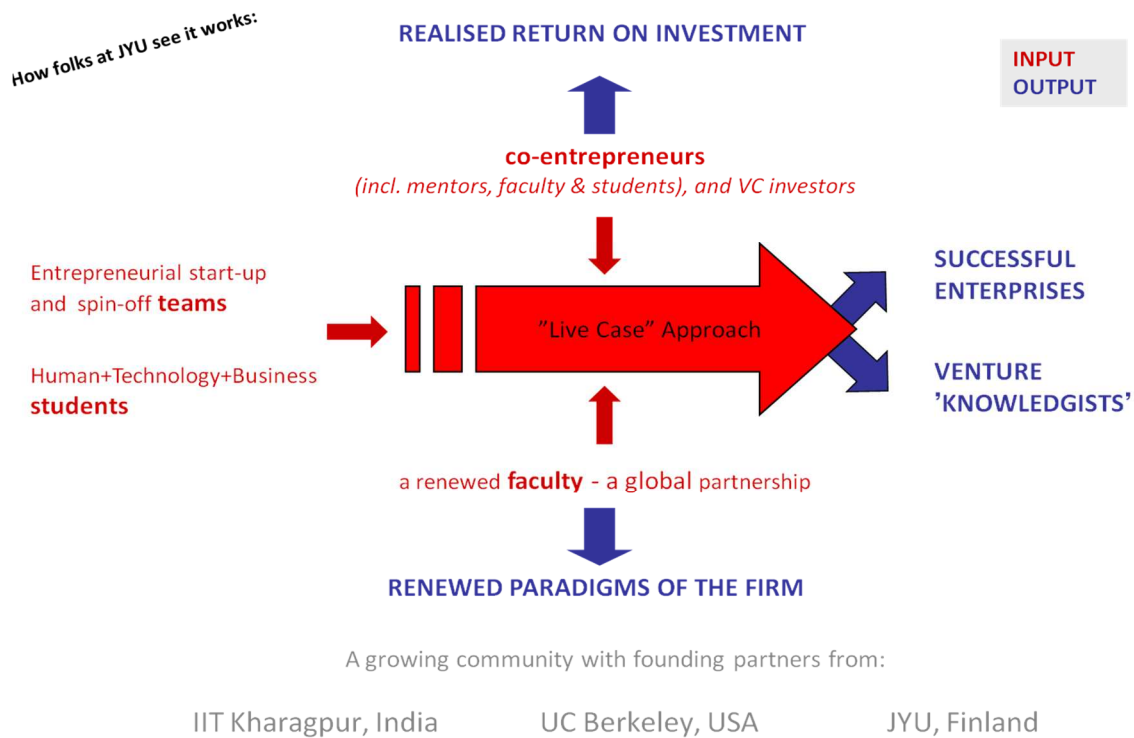 How folks at JYU see it works:
REALISED RETURN ON INVESTMENT
INPUT
OUTPUT
co-entrepreneurs
(incl. mentors, faculty & students), and VC investors
Entrepreneurial start-up
and spin-off teams
Human+Technology+Business
students
”Live Case” Approach
SUCCESSFUL
ENTERPRISES
VENTURE
’KNOWLEDGISTS’
a renewed faculty - a global partnership
RENEWED PARADIGMS OF THE FIRM
A growing community with founding partners from:
IIT Kharagpur, India
UC Berkeley, USA
JYU, Finland